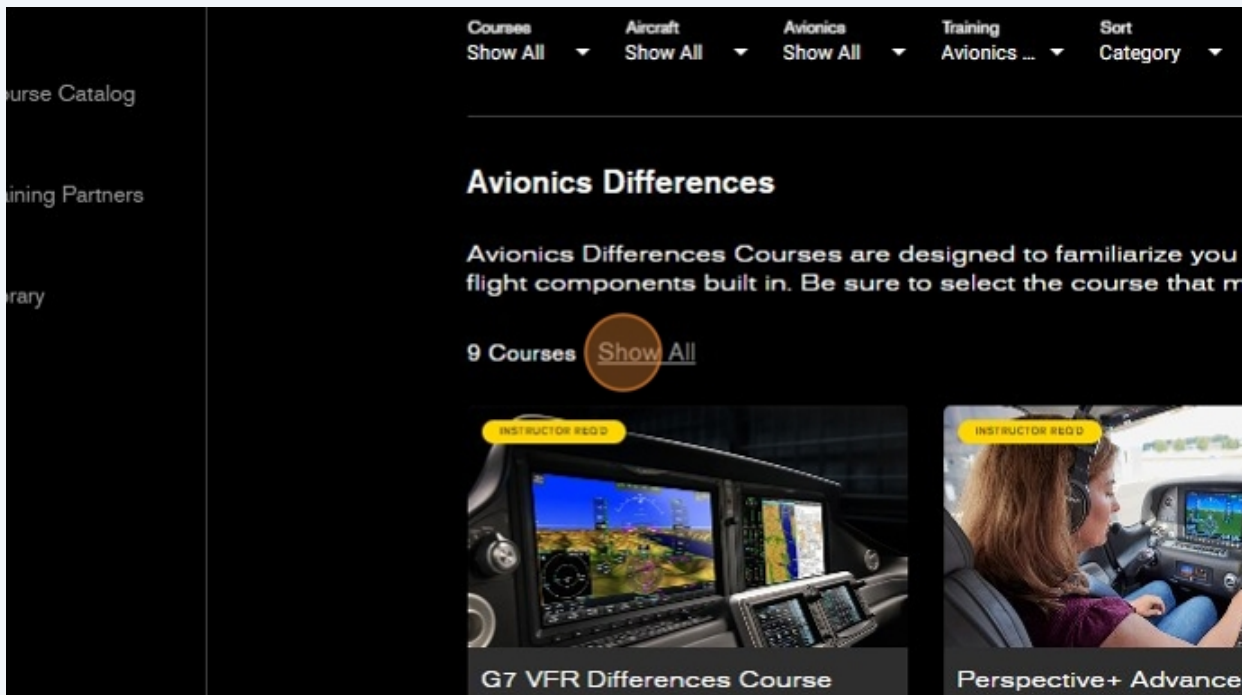 Courses Aircraft Avionics Training Sort
Show All Show All Show All Avionics ... Category
ourse Catalog
aining Partners
rary
Avionics Differences
Avionics Differences Courses are designed to familiarize you
flight components built in. Be sure to select the course that m
9 Courses Show All
INSTRUCTOR REQ'D INSTRUCTOR REQ'D
G7 VFR Differences Course Perspective+ Advance